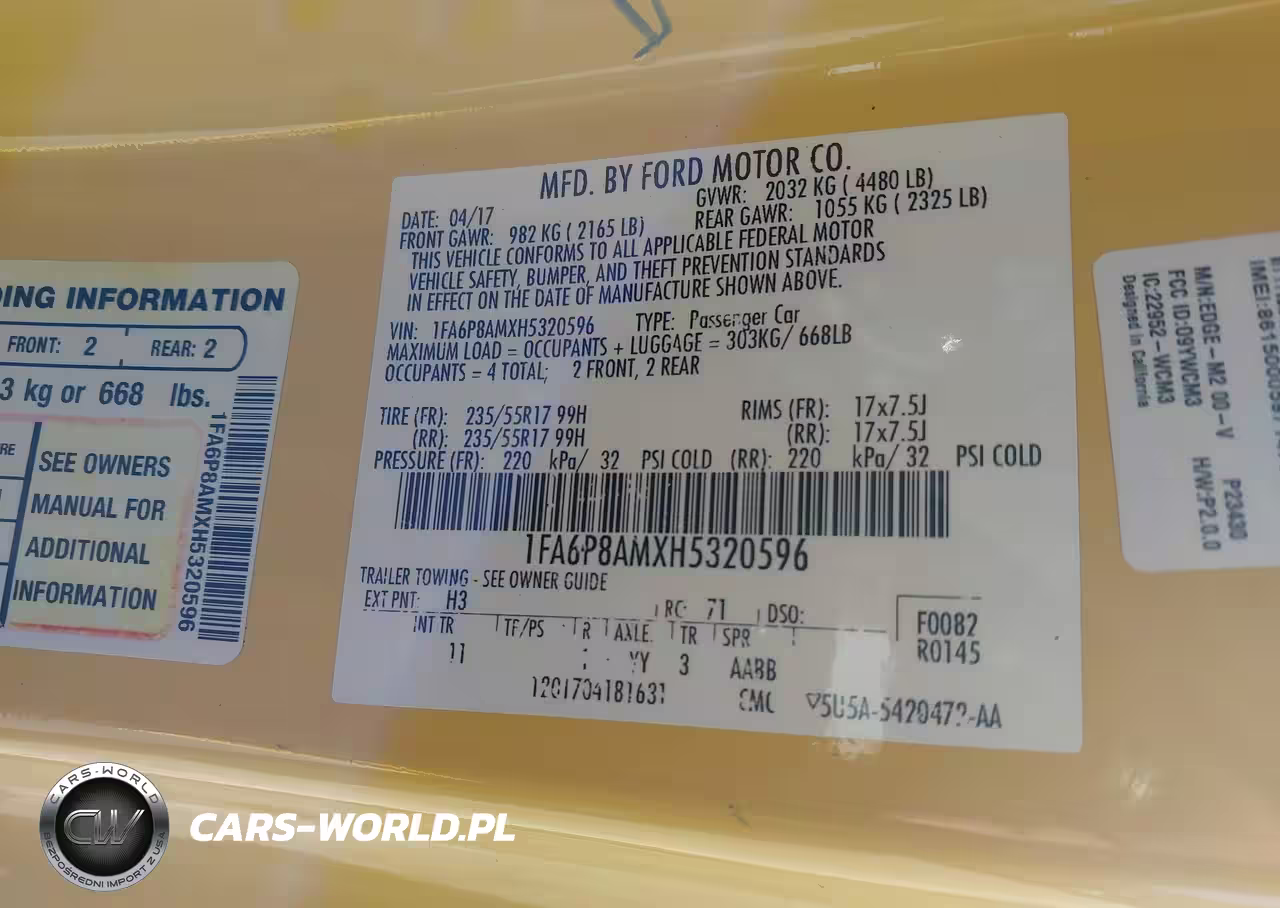 MFD. BY FORD MOTOR CO.
DATE: 04/17 GVWR: 2032 KG ( 4480 LB)
FRONT GAWR: 982 KG ( 2165 LB) REAR GAWR: 1055 KG ( 2325 LB)
THIS VEHICLE CONFORMS TO ALL APPLICABLE FEDERAL MOTOR
VEHICLE SAFETY, BUMPER, AND THEFT PREVENTION STANDARDS
IN EFFECT ON THE DATE OF MANUFACTURE SHOWN ABOVE.
VIN: 1FA6P8AMXH5320596 TYPE: Passenger Car
MAXIMUM LOAD = OCCUPANTS + LUGGAGE = 303KG/ 668LB
OCCUPANTS = 4 TOTAL; 2 FRONT, 2 REAR
TIRE (FR): 235/55R17 99H RIMS (FR): 17x7.5J
(RR): 235/55R17 99H (RR): 17x7.5J
PRESSURE (FR): 220 kPa/ 32 PSI COLD (RR): 220 kPa/ 32 PSI COLD
1FA6P8AMXH5320596
TRAILER TOWING - SEE OWNER GUIDE
EXT PNT: H3 RC: 71 DSO:
INT TR TF/PS R AXLE TR SPR
11 YY 3 AABB
F0082
R0145
DING INFORMATION
FRONT: 2 REAR: 2
3 kg or 668 lbs.
SEE OWNERS
MANUAL FOR
ADDITIONAL
INFORMATION
1FA6P8AMXH5320596
M/N:EDGE-M2 00-V P23430
FCC ID:09YWCM3 H/W:P2.0.0
IC:22952-WCM3
Designed in California
CARS-WORLD
CW
BEZPOŚREDNI IMPORT Z USA
CARS-WORLD.PL